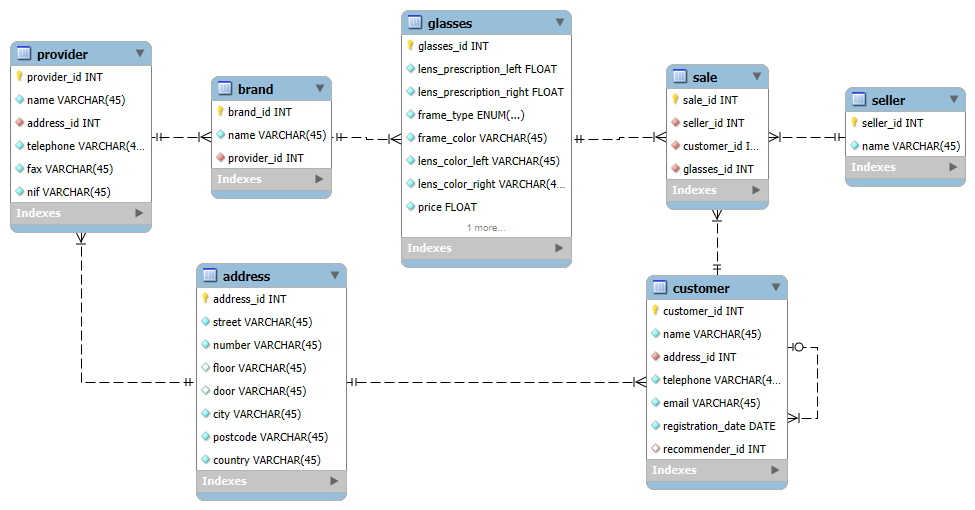 provider
provider_id INT
name VARCHAR(45)
address_id INT
telephone VARCHAR(4...
fax VARCHAR(45)
nif VARCHAR(45)
Indexes
brand
brand_id INT
name VARCHAR(45)
provider_id INT
Indexes
glasses
glasses_id INT
lens_prescription_left FLOAT
lens_prescription_right FLOAT
frame_type ENUM(...)
frame_color VARCHAR(45)
lens_color_left VARCHAR(45)
lens_color_right VARCHAR(4...
price FLOAT
1 more...
Indexes
sale
sale_id INT
seller_id INT
customer_id I...
glasses_id INT
Indexes
seller
seller_id INT
name VARCHAR(45)
Indexes
address
address_id INT
street VARCHAR(45)
number VARCHAR(45)
floor VARCHAR(45)
door VARCHAR(45)
city VARCHAR(45)
postcode VARCHAR(45)
country VARCHAR(45)
Indexes
customer
customer_id INT
name VARCHAR(45)
address_id INT
telephone VARCHAR(4...
email VARCHAR(45)
registration_date DATE
recommender_id INT
Indexes